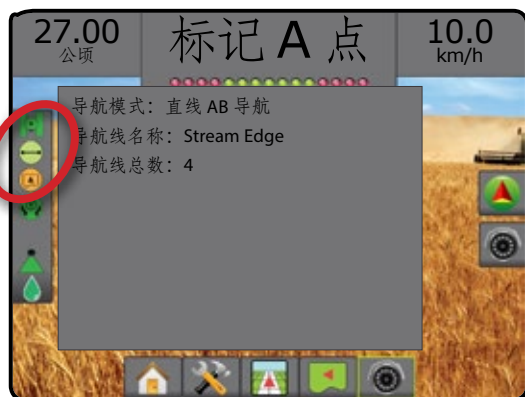 27.00
公顷
标记 A 点
10.0
km/h
导航模式：直线 AB 导航
导航线名称：Stream Edge
导航线总数：4